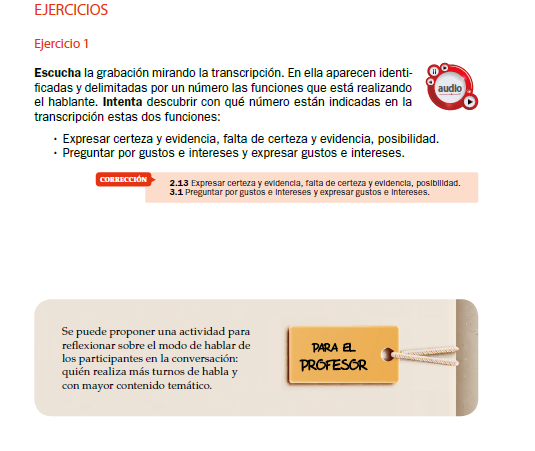 EJERCICIOS
Ejercicio 1
Escucha la grabación mirando la transcripción. En ella aparecen identi-
ficadas y delimitadas por un número las funciones que está realizando
el hablante. Intenta descubrir con qué número están indicadas en la
transcripción estas dos funciones:
audio
· Expresar certeza y evidencia, falta de certeza y evidencia, posibilidad.
· Preguntar por gustos e intereses y expresar gustos e intereses.
CORRECCIÓN
2.13 Expresar certeza y evidencia, falta de certeza y evidencia, posibilidad.
3.1 Preguntar por gustos e intereses y expresar gustos e intereses.
Se puede proponer una actividad para
reflexionar sobre el modo de hablar de
los participantes en la conversación:
quién realiza más turnos de habla y
con mayor contenido temático.
PARA EL
PROFESOR